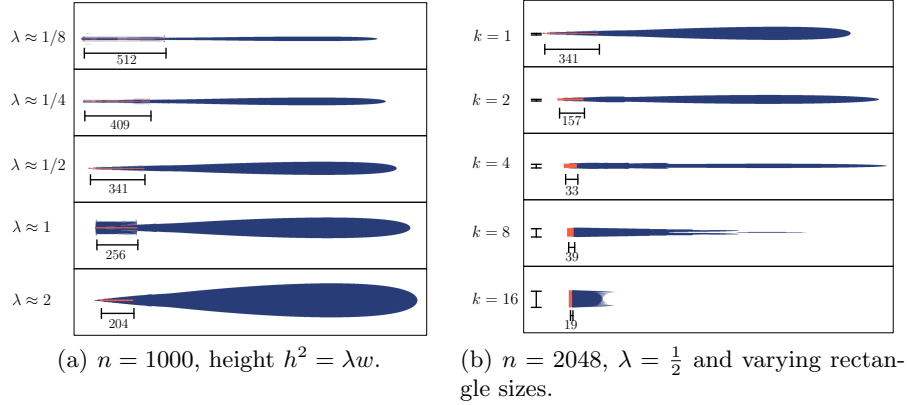 λ ≈ 1/8
512
λ ≈ 1/4
409
λ ≈ 1/2
341
λ ≈ 1
256
λ ≈ 2
204
(a) n = 1000, height h² = λw.
k = 1
341
k = 2
157
k = 4
33
k = 8
39
k = 16
19
(b) n = 2048, λ = 1/2 and varying rectan-
gle sizes.